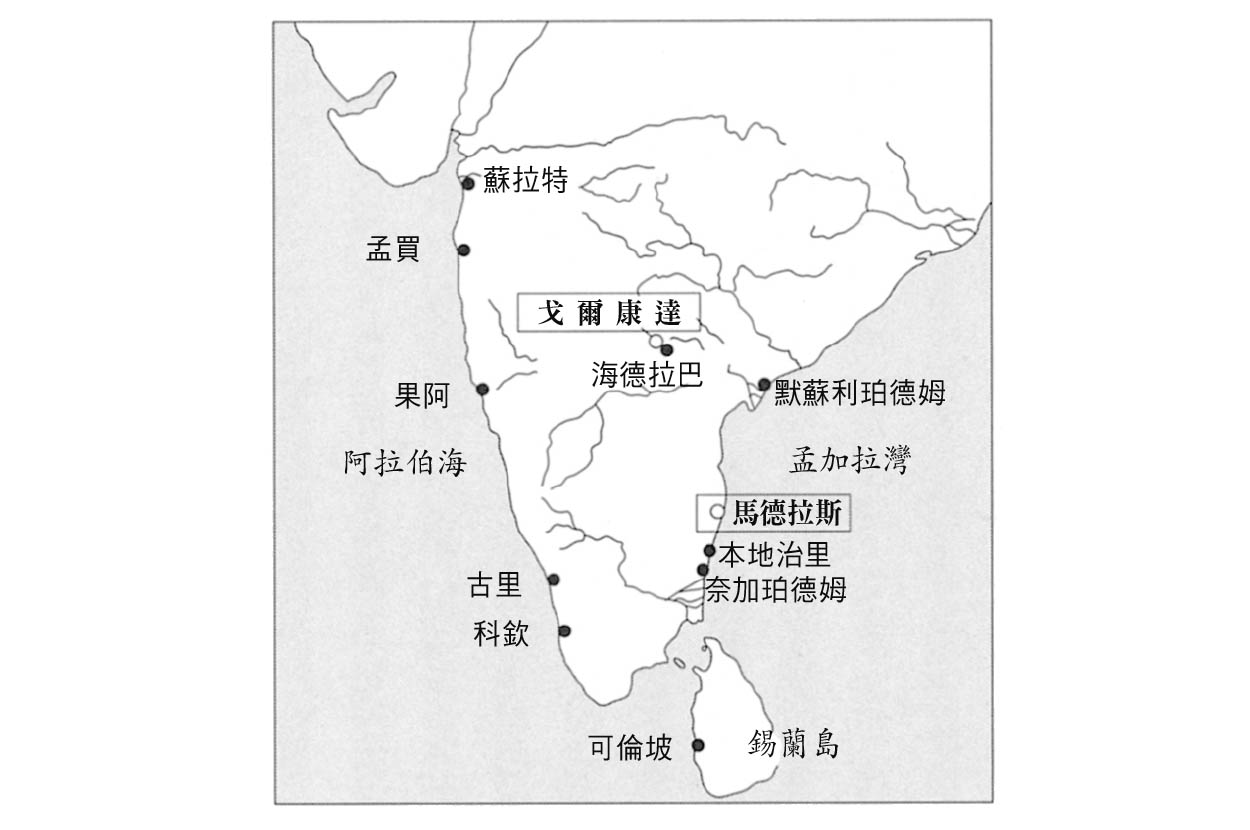 蘇拉特
孟買
戈爾康達
海德拉巴
果阿
默蘇利珀德姆
阿拉伯海
孟加拉灣
馬德拉斯
本地治里
奈加珀德姆
古里
科欽
可倫坡
錫蘭島